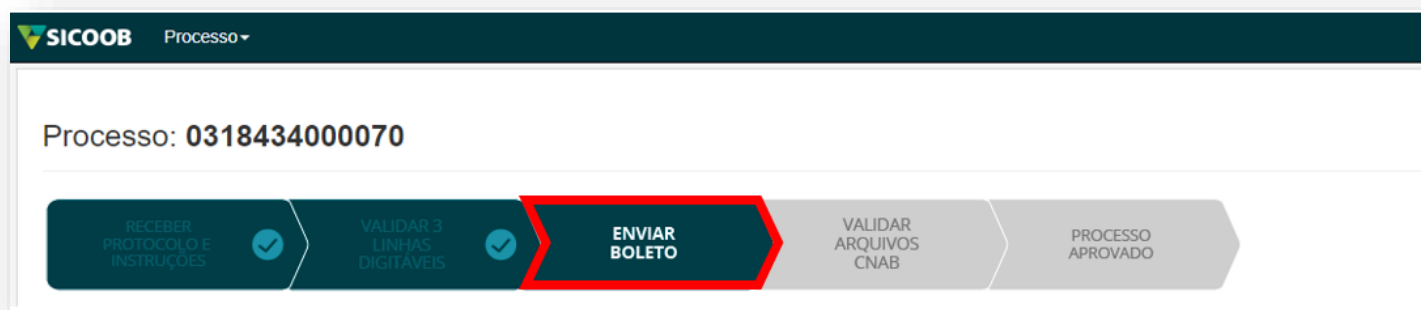 SICOOB Processo
Processo: 0318434000070
RECEBER
PROTOCOLO E
INSTRUÇÕES
VALIDAR 3
LINHAS
DIGITÁVEIS
ENVIAR
BOLETO
VALIDAR
ARQUIVOS
CNAB
PROCESSO
APROVADO